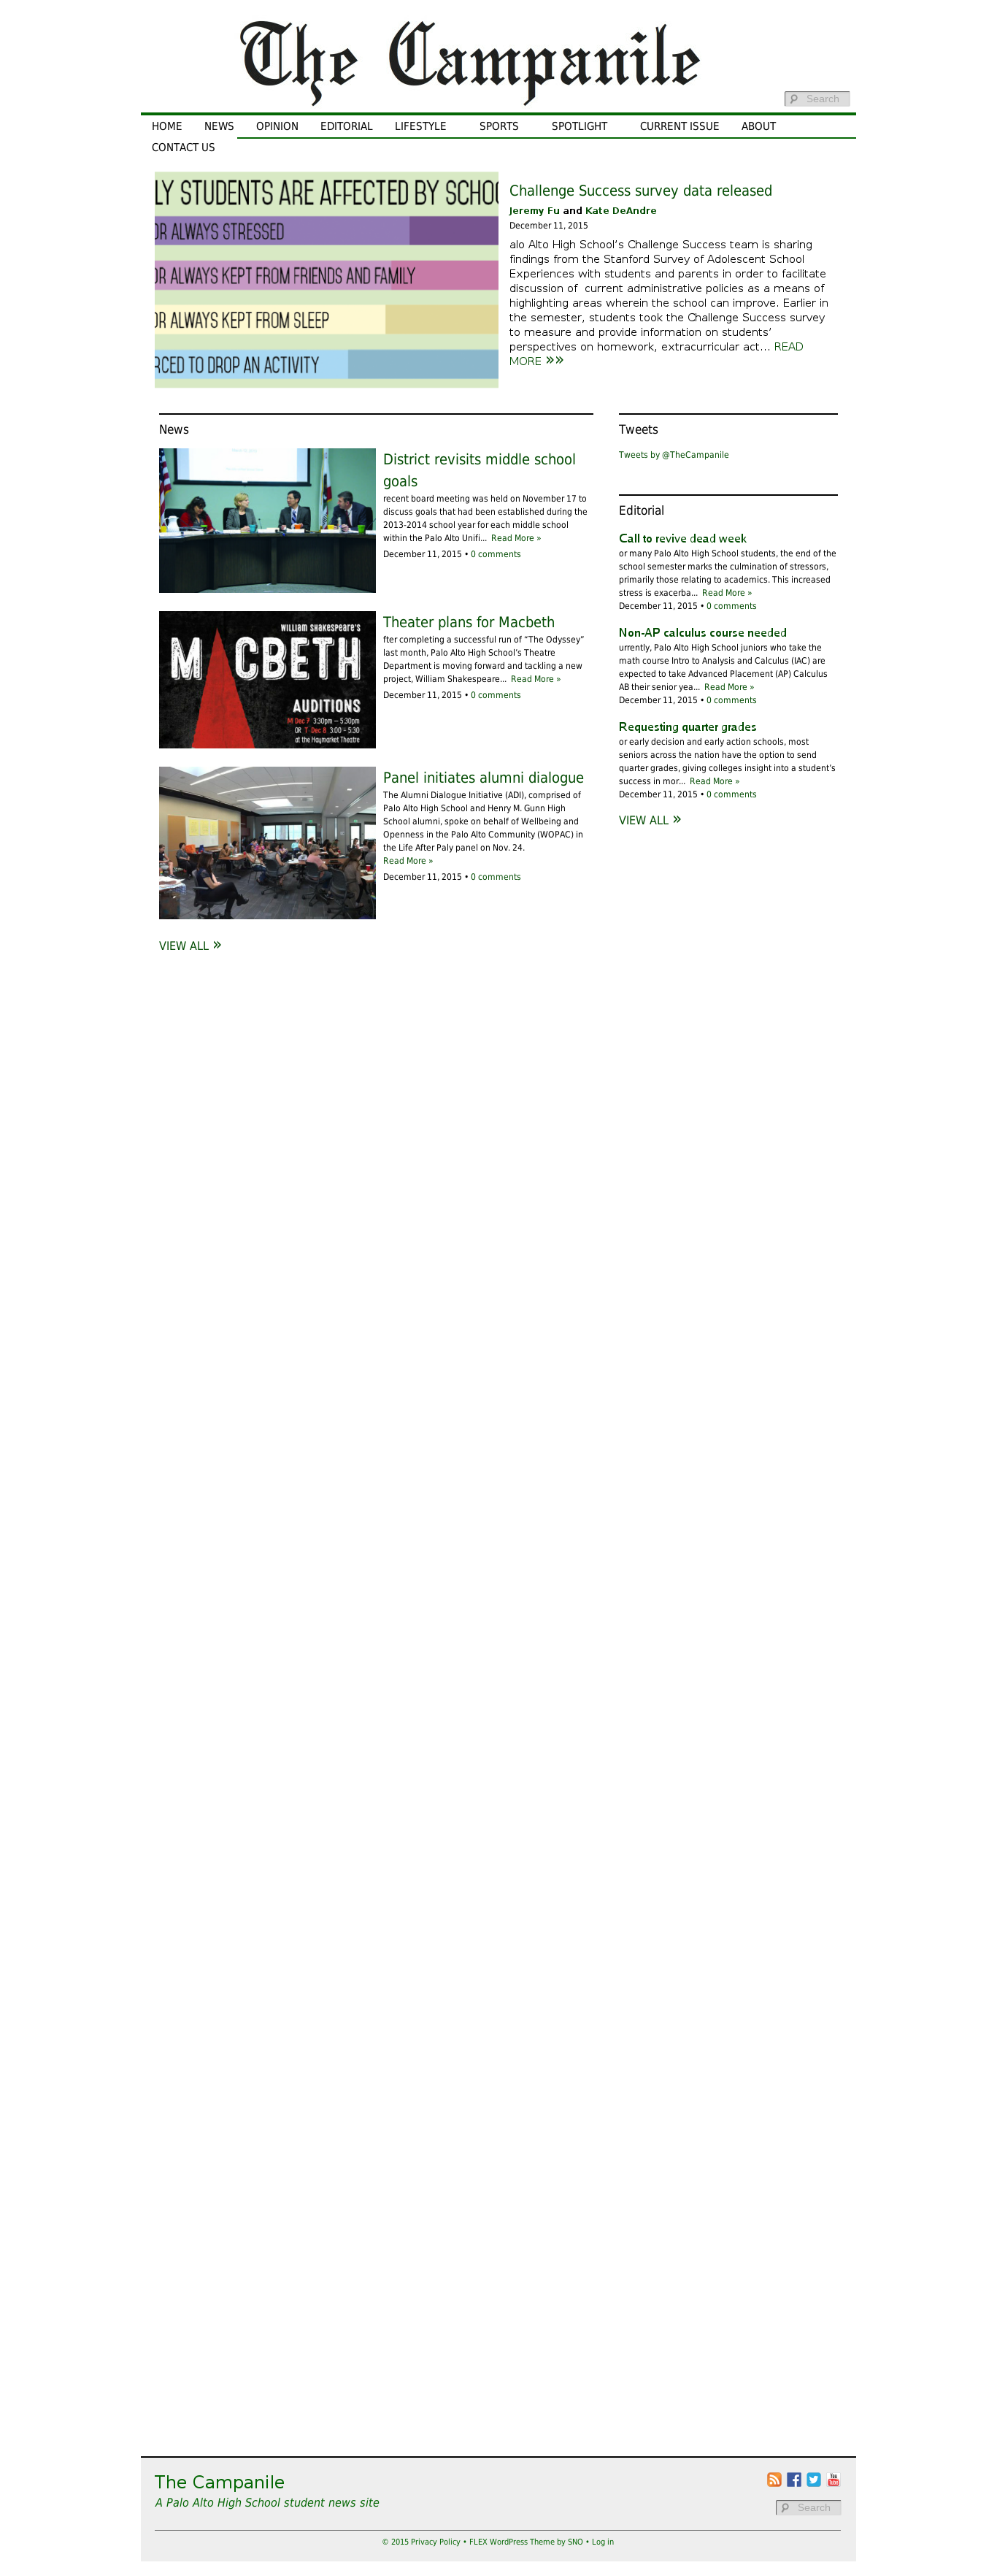 The Campanile
Search
HOME NEWS OPINION EDITORIAL LIFESTYLE SPORTS SPOTLIGHT CURRENT ISSUE ABOUT
CONTACT US
LY STUDENTS ARE AFFECTED BY SCHOO
OR ALWAYS STRESSED
OR ALWAYS KEPT FROM FRIENDS AND FAMILY
OR ALWAYS KEPT FROM SLEEP
RCED TO DROP AN ACTIVITY
Challenge Success survey data released
Jeremy Fu and Kate DeAndre
December 11, 2015
alo Alto High School’s Challenge Success team is sharing
findings from the Stanford Survey of Adolescent School
Experiences with students and parents in order to facilitate
discussion of current administrative policies as a means of
highlighting areas wherein the school can improve. Earlier in
the semester, students took the Challenge Success survey
to measure and provide information on students’
perspectives on homework, extracurricular act... READ
MORE »»
News
District revisits middle school
goals
recent board meeting was held on November 17 to
discuss goals that had been established during the
2013-2014 school year for each middle school
within the Palo Alto Unifi... Read More »
December 11, 2015 • 0 comments
WILLIAM SHAKESPEARE'S
MACBETH
AUDITIONS
M Dec 7 3:30pm – 5:30pm
OR T Dec 8 3:00 – 5:30
at the Haymarket Theatre
Theater plans for Macbeth
fter completing a successful run of “The Odyssey”
last month, Palo Alto High School’s Theatre
Department is moving forward and tackling a new
project, William Shakespeare... Read More »
December 11, 2015 • 0 comments
Panel initiates alumni dialogue
The Alumni Dialogue Initiative (ADI), comprised of
Palo Alto High School and Henry M. Gunn High
School alumni, spoke on behalf of Wellbeing and
Openness in the Palo Alto Community (WOPAC) in
the Life After Paly panel on Nov. 24.
Read More »
December 11, 2015 • 0 comments
VIEW ALL »
Tweets
Tweets by @TheCampanile
Editorial
Call to revive dead week
or many Palo Alto High School students, the end of the
school semester marks the culmination of stressors,
primarily those relating to academics. This increased
stress is exacerba... Read More »
December 11, 2015 • 0 comments
Non-AP calculus course needed
urrently, Palo Alto High School juniors who take the
math course Intro to Analysis and Calculus (IAC) are
expected to take Advanced Placement (AP) Calculus
AB their senior yea... Read More »
December 11, 2015 • 0 comments
Requesting quarter grades
or early decision and early action schools, most
seniors across the nation have the option to send
quarter grades, giving colleges insight into a student’s
success in mor... Read More »
December 11, 2015 • 0 comments
VIEW ALL »
The Campanile
A Palo Alto High School student news site
You
Tube
Search
© 2015 Privacy Policy • FLEX WordPress Theme by SNO • Log in